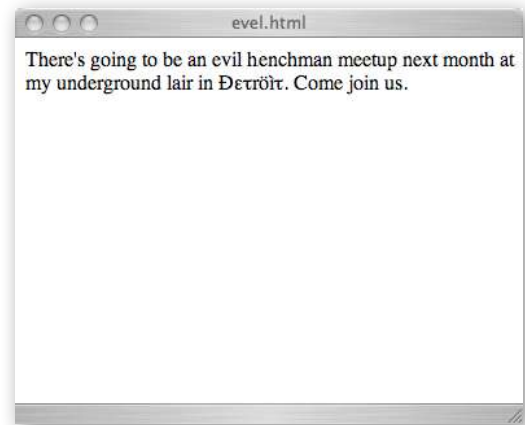 evel.html
There's going to be an evil henchman meetup next month at
my underground lair in Ðετröìτ. Come join us.